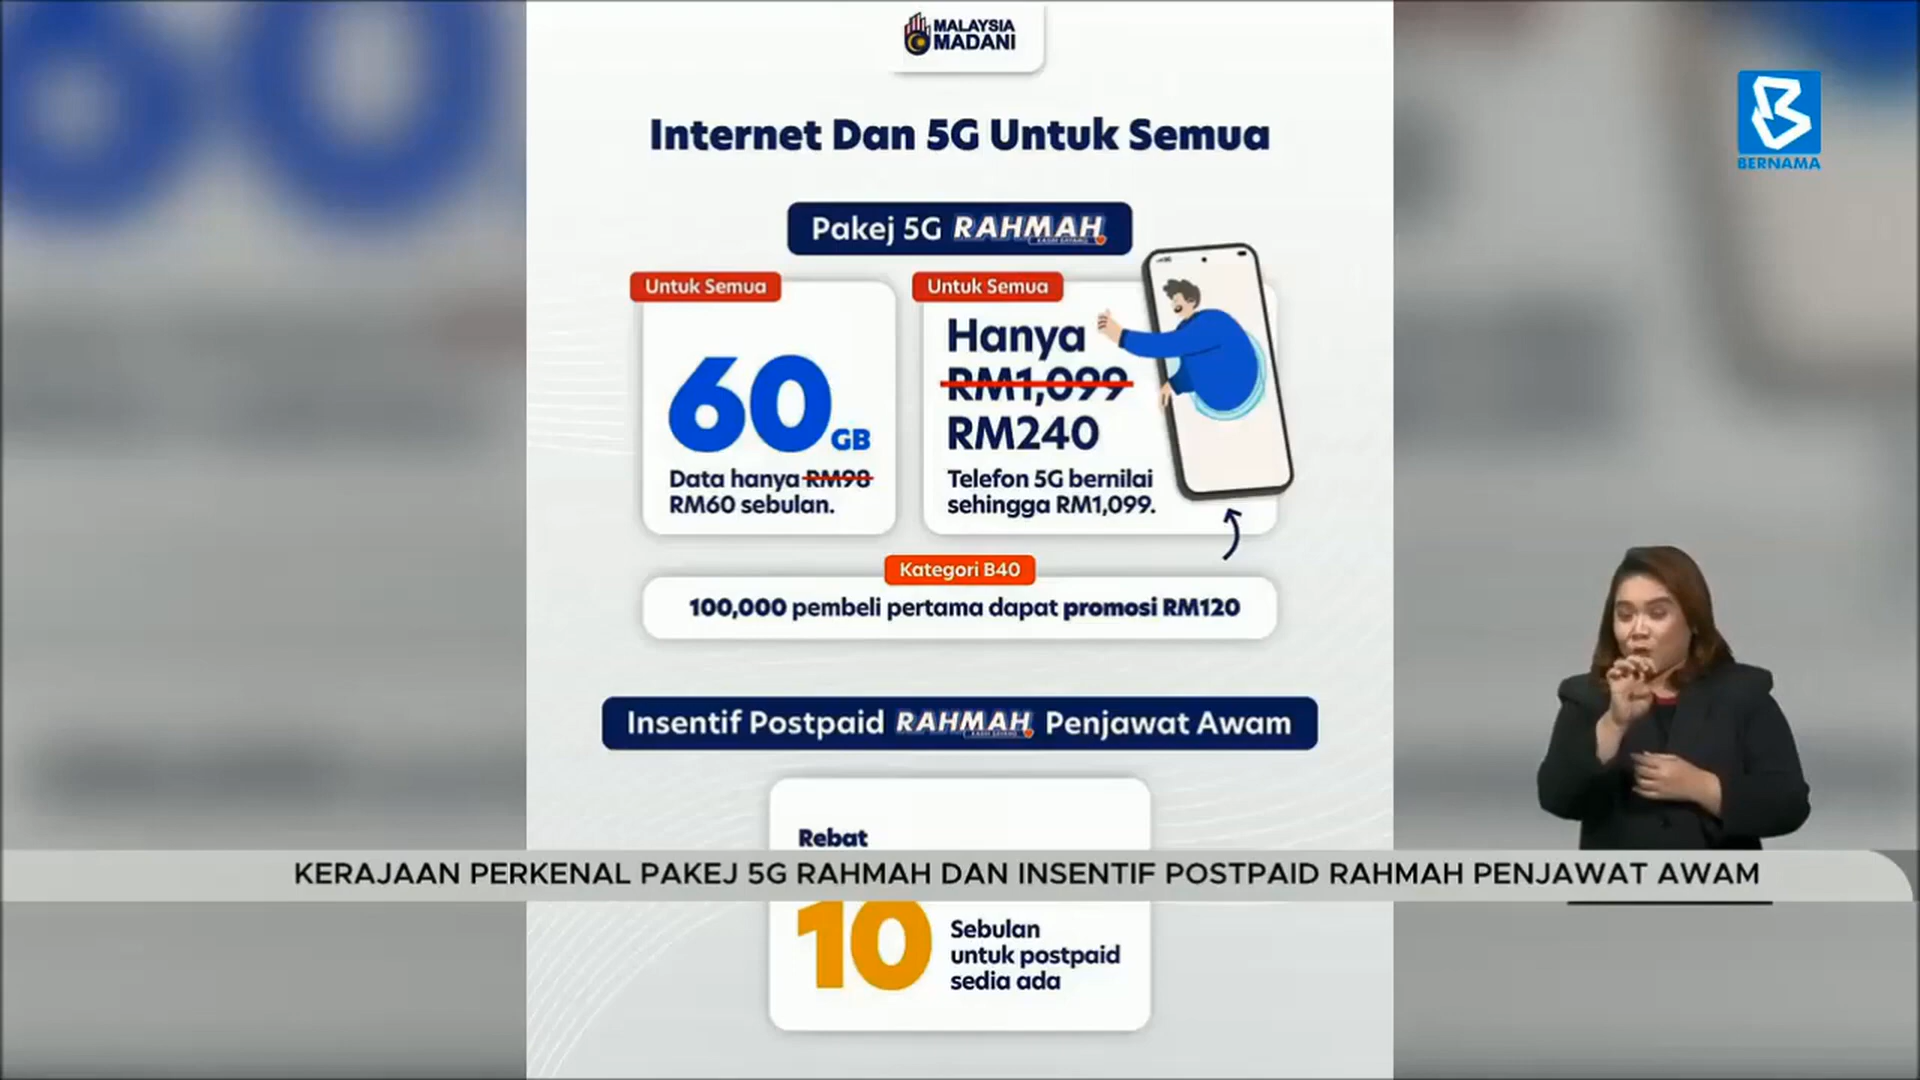 MALAYSIA
MADANI
BERNAMA
Internet Dan 5G Untuk Semua
Pakej 5G RAHMAH
Untuk Semua
60 GB
Data hanya RM98
RM60 sebulan.
Untuk Semua
Hanya
RM1,099
RM240
Telefon 5G bernilai
sehingga RM1,099.
Kategori B40
100,000 pembeli pertama dapat promosi RM120
Insentif Postpaid RAHMAH Penjawat Awam
Rebat
KERAJAAN PERKENAL PAKEJ 5G RAHMAH DAN INSENTIF POSTPAID RAHMAH PENJAWAT AWAM
10
Sebulan
untuk postpaid
sedia ada